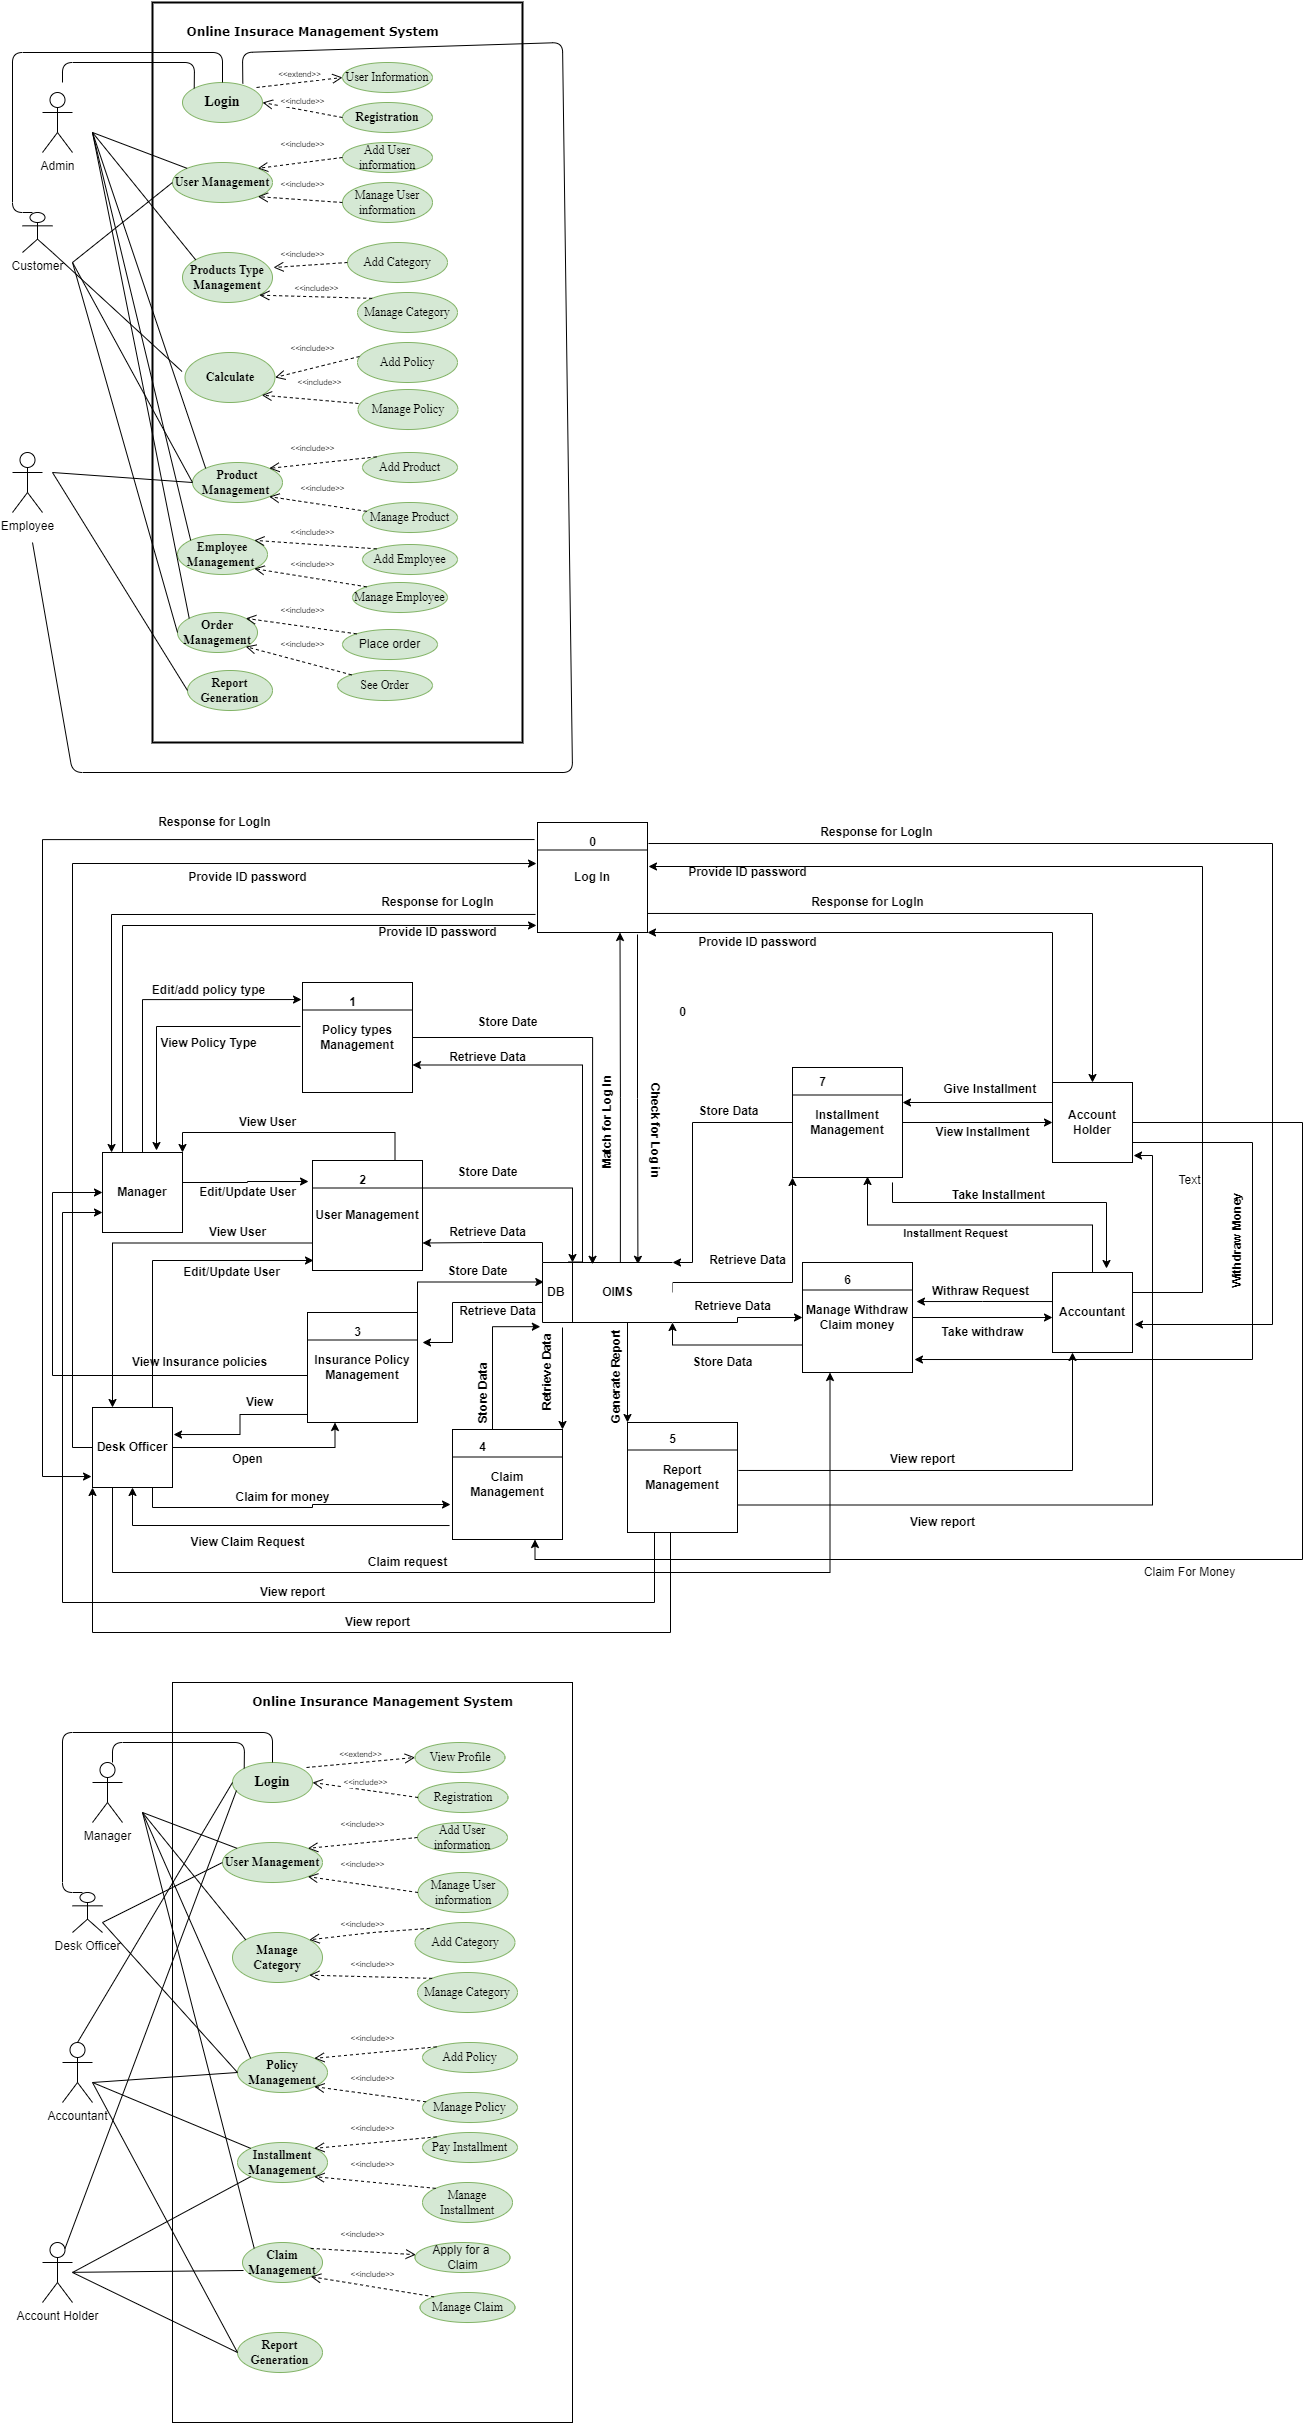 Online Insurace Management System
<<extend>>
User Information
Login
<<include>>
Registration
Admin
<<include>>
Add User
information
User Management
<<include>>
Manage User
information
Customer
<<include>>
Add Category
Products Type
Management
<<include>>
Manage Category
<<include>>
Add Policy
Calculate
<<include>>
Manage Policy
<<include>>
Add Product
Product
Management
<<include>>
Manage Product
Employee
<<include>>
Add Employee
Employee
Management
<<include>>
Manage Employee
<<include>>
Place order
Order
Management
<<include>>
See Order
Report
Generation
Response for LogIn
0
Log In
Response for LogIn
Provide ID password
Provide ID password
Response for LogIn
Response for LogIn
Provide ID password
Provide ID password
Edit/add policy type
1
Policy types
Management
View Policy Type
Store Date
Retrieve Data
0
Match for Log In
Check for Log in
Store Data
7
Installment
Management
Give Installment
View Installment
Account
Holder
View User
Manager
Edit/Update User
2
User Management
Store Date
Retrieve Data
Take Installment
Installment Request
Text
Withdraw Money
View User
Edit/Update User
Store Date
Retrieve Data
DB
OIMS
Retrieve Data
Retrieve Data
Store Data
6
Manage Withdraw
Claim money
Withraw Request
Take withdraw
Accountant
3
Insurance Policy
Management
View Insurance policies
View
Open
Desk Officer
Store Data
Retrieve Data
Generate Report
4
Claim
Management
5
Report
Management
View report
View report
Claim for money
View Claim Request
Claim request
Claim For Money
View report
View report
Online Insurance Management System
<<extend>>
View Profile
Login
<<include>>
Registration
Manager
<<include>>
Add User
information
User Management
<<include>>
Manage User
information
Desk Officer
<<include>>
Add Category
Manage
Category
<<include>>
Manage Category
<<include>>
Add Policy
Policy
Management
<<include>>
Manage Policy
Accountant
<<include>>
Pay Installment
Installment
Management
<<include>>
Manage
Installment
<<include>>
Apply for a
Claim
Claim
Management
<<include>>
Manage Claim
Account Holder
Report
Generation